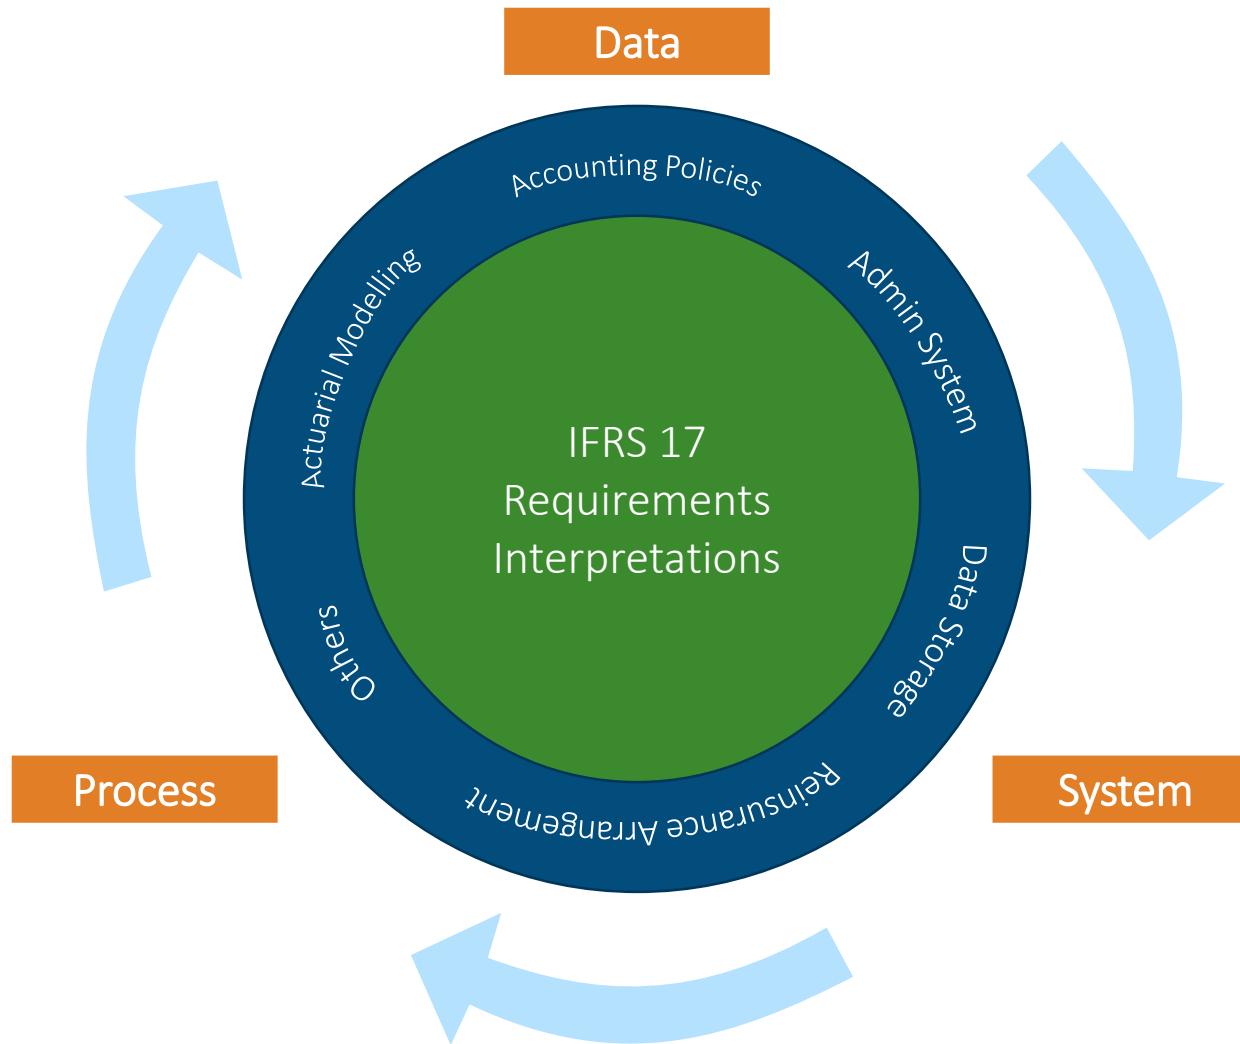 Data
Accounting Policies
Admin System
Data Storage
Reinsurance Arrangement
Others
Actuarial Modelling
IFRS 17
Requirements
Interpretations
Process
System